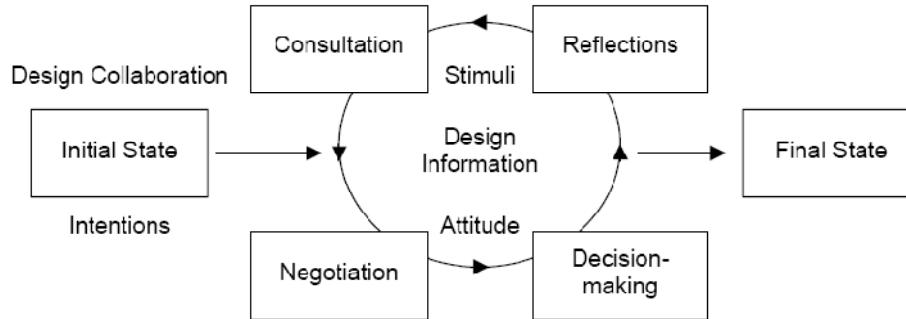 Consultation
Reflections
Design Collaboration
Stimuli
Initial State
Design
Information
Final State
Intentions
Attitude
Negotiation
Decision-
making